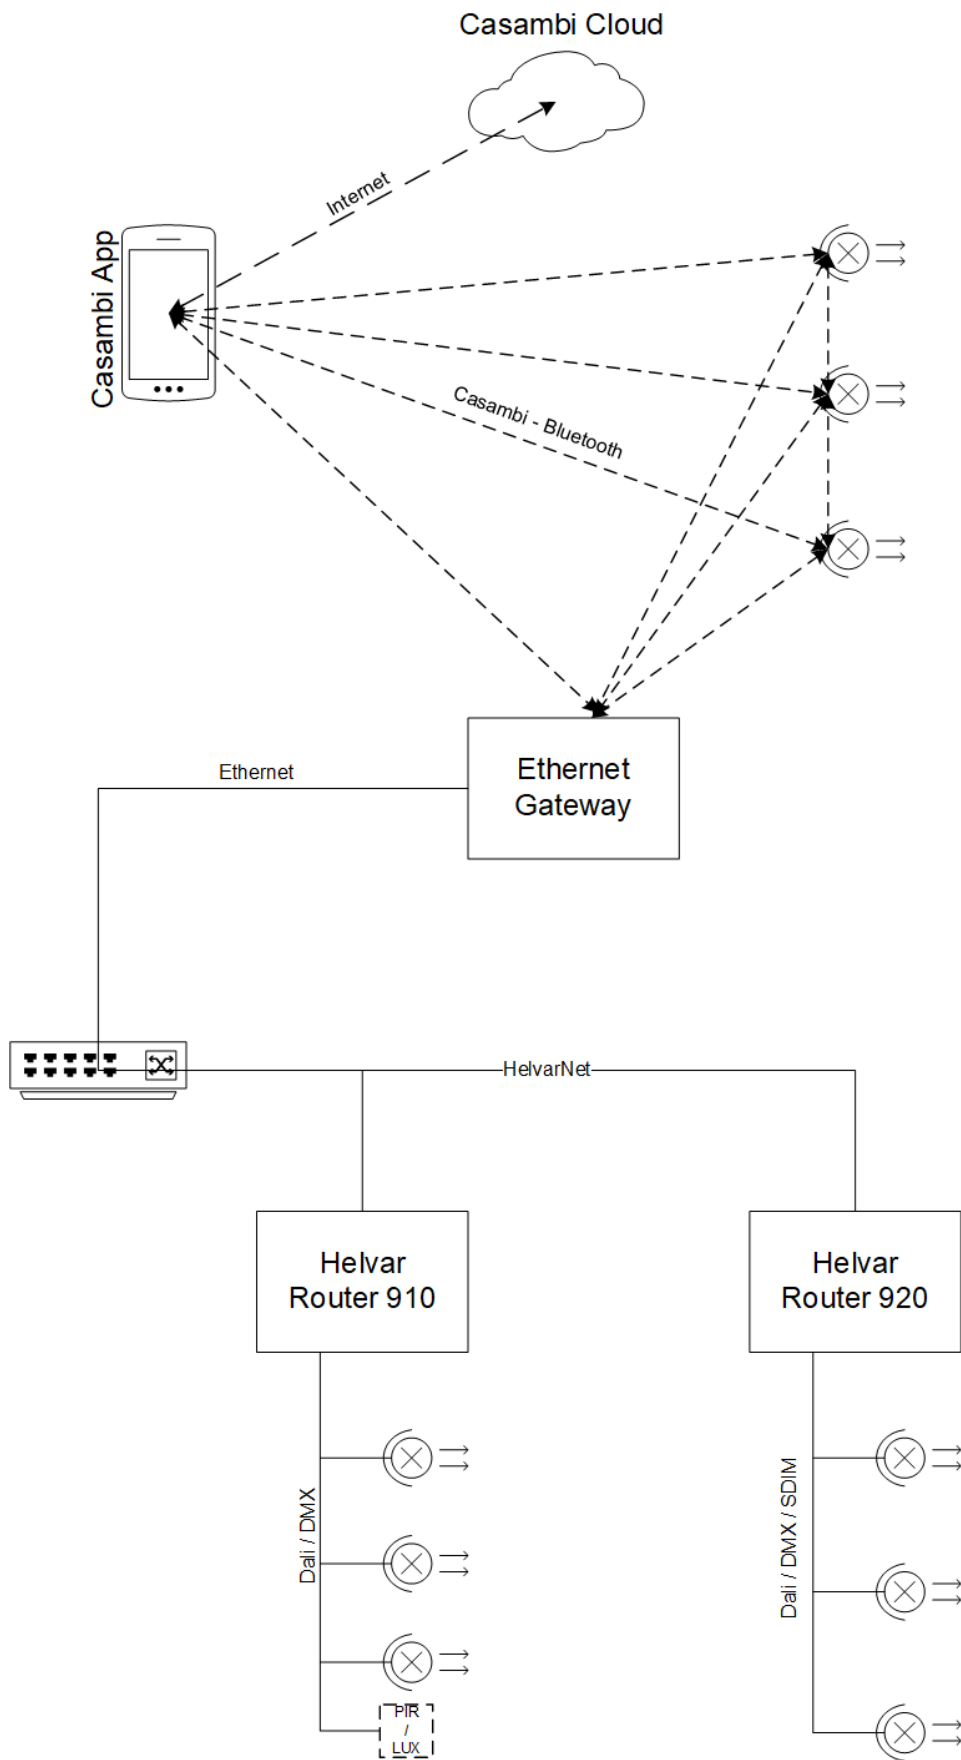 Casambi Cloud
Internet
Casambi App
Casambi - Bluetooth
Ethernet
Gateway
Ethernet
HelvarNet
Helvar
Router 910
Helvar
Router 920
Dali / DMX
Dali / DMX / SDIM
PIR
/
LUX